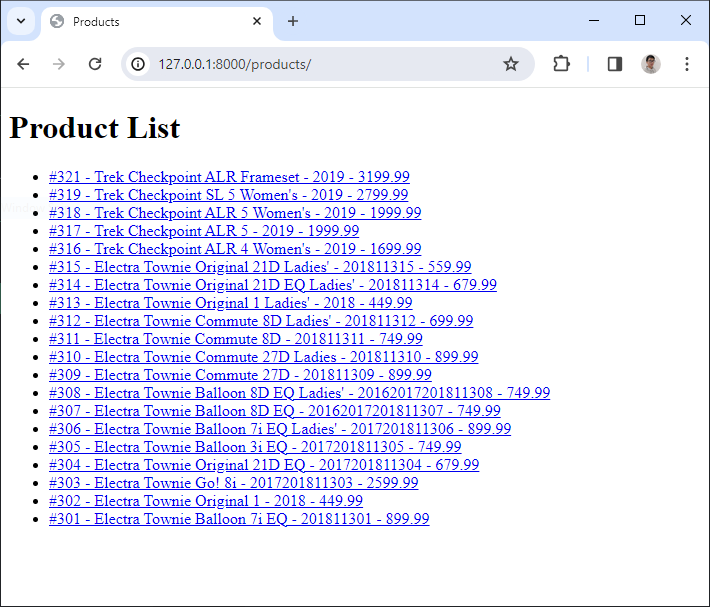 Products
127.0.0.1:8000/products/
Product List
#321 - Trek Checkpoint ALR Frameset - 2019 - 3199.99
#319 - Trek Checkpoint SL 5 Women's - 2019 - 2799.99
#318 - Trek Checkpoint ALR 5 Women's - 2019 - 1999.99
#317 - Trek Checkpoint ALR 5 - 2019 - 1999.99
#316 - Trek Checkpoint ALR 4 Women's - 2019 - 1699.99
#315 - Electra Townie Original 21D Ladies' - 201811315 - 559.99
#314 - Electra Townie Original 21D EQ Ladies' - 201811314 - 679.99
#313 - Electra Townie Original 1 Ladies' - 2018 - 449.99
#312 - Electra Townie Commute 8D Ladies' - 201811312 - 699.99
#311 - Electra Townie Commute 8D - 201811311 - 749.99
#310 - Electra Townie Commute 27D Ladies - 201811310 - 899.99
#309 - Electra Townie Commute 27D - 201811309 - 899.99
#308 - Electra Townie Balloon 8D EQ Ladies' - 20162017201811308 - 749.99
#307 - Electra Townie Balloon 8D EQ - 20162017201811307 - 749.99
#306 - Electra Townie Balloon 7i EQ Ladies' - 2017201811306 - 899.99
#305 - Electra Townie Balloon 3i EQ - 2017201811305 - 749.99
#304 - Electra Townie Original 21D EQ - 2017201811304 - 679.99
#303 - Electra Townie Go! 8i - 2017201811303 - 2599.99
#302 - Electra Townie Original 1 - 2018 - 449.99
#301 - Electra Townie Balloon 7i EQ - 201811301 - 899.99